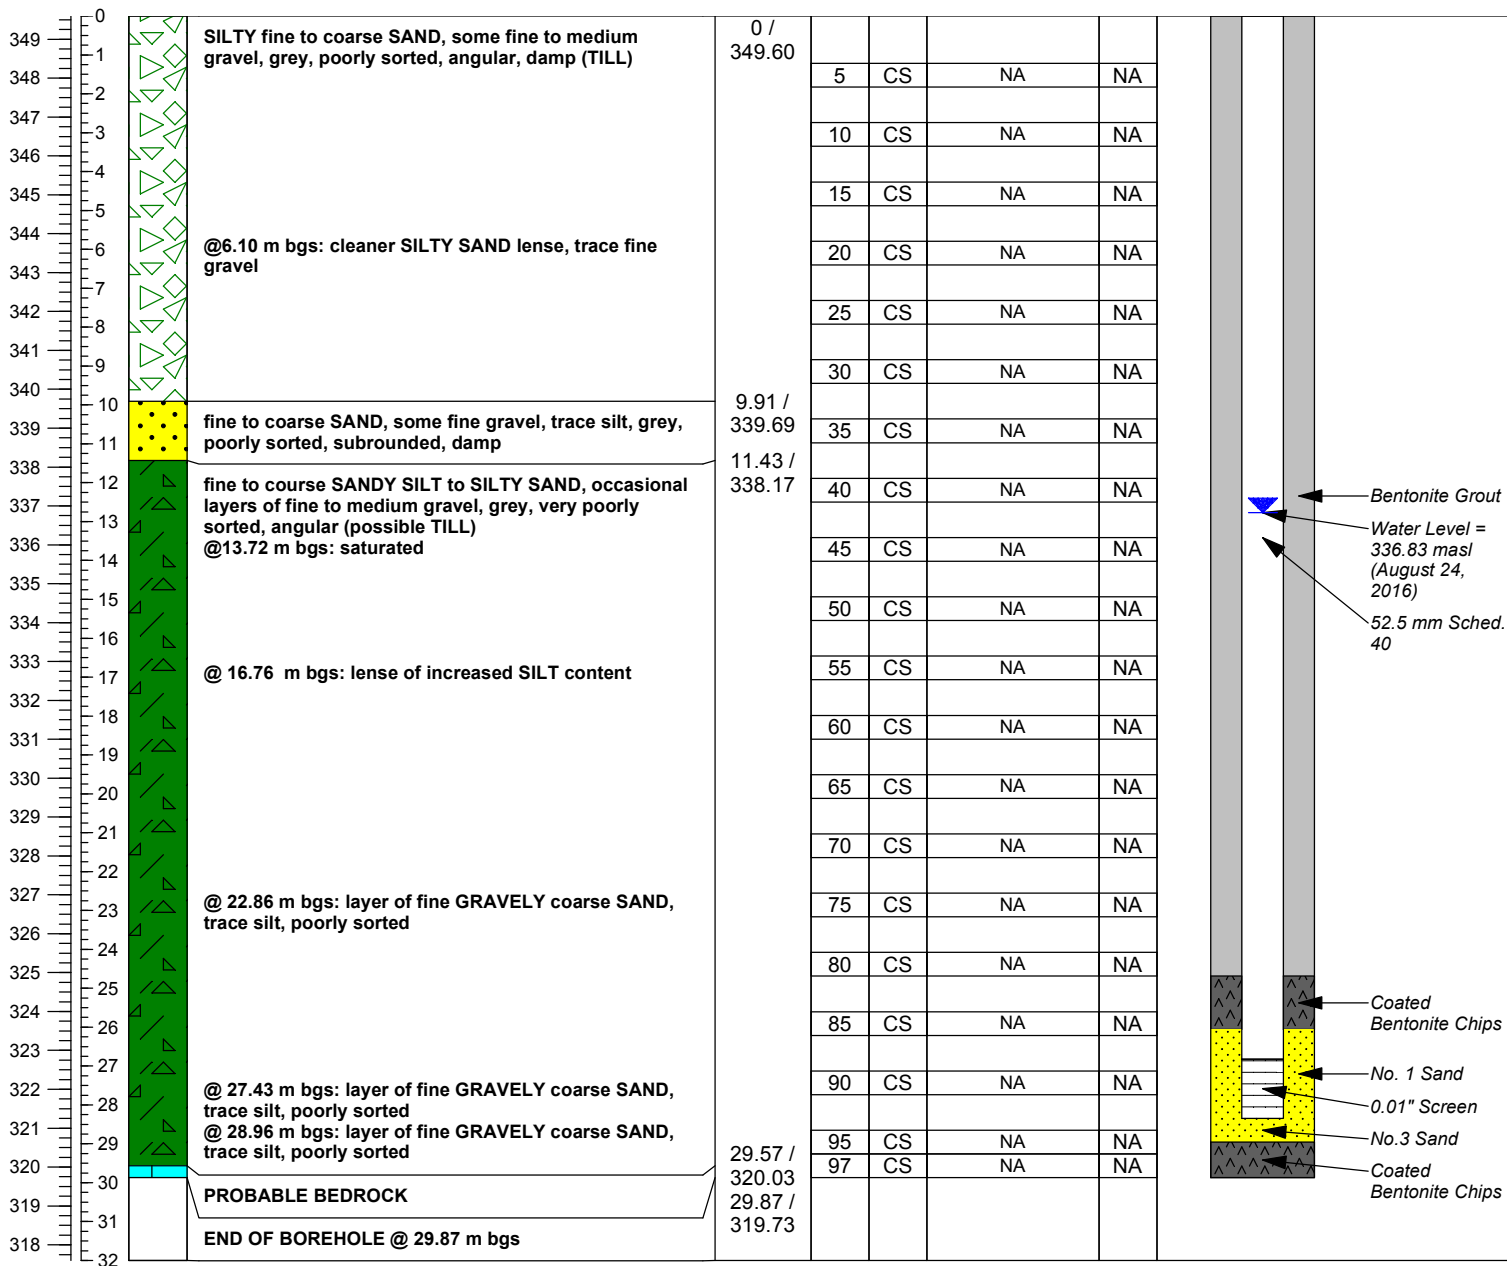 0
349
1
348
2
347
3
346
4
345
5
344
6
343
7
342
8
341
9
340
10
339
11
338
12
337
13
336
14
335
15
334
16
333
17
332
18
331
19
330
20
329
21
328
22
327
23
326
24
325
25
324
26
323
27
322
28
321
29
320
30
319
31
318
32
SILTY fine to coarse SAND, some fine to medium
gravel, grey, poorly sorted, angular, damp (TILL)
@6.10 m bgs: cleaner SILTY SAND lense, trace fine
gravel
fine to coarse SAND, some fine gravel, trace silt, grey,
poorly sorted, subrounded, damp
fine to course SANDY SILT to SILTY SAND, occasional
layers of fine to medium gravel, grey, very poorly
sorted, angular (possible TILL)
@13.72 m bgs: saturated
@ 16.76 m bgs: lense of increased SILT content
@ 22.86 m bgs: layer of fine GRAVELY coarse SAND,
trace silt, poorly sorted
@ 27.43 m bgs: layer of fine GRAVELY coarse SAND,
trace silt, poorly sorted
@ 28.96 m bgs: layer of fine GRAVELY coarse SAND,
trace silt, poorly sorted
PROBABLE BEDROCK
END OF BOREHOLE @ 29.87 m bgs
0 /
349.60
9.91 /
339.69
11.43 /
338.17
29.57 /
320.03
29.87 /
319.73
5 CS NA NA
10 CS NA NA
15 CS NA NA
20 CS NA NA
25 CS NA NA
30 CS NA NA
35 CS NA NA
40 CS NA NA
45 CS NA NA
50 CS NA NA
55 CS NA NA
60 CS NA NA
65 CS NA NA
70 CS NA NA
75 CS NA NA
80 CS NA NA
85 CS NA NA
90 CS NA NA
95 CS NA NA
97 CS NA NA
Bentonite Grout
Water Level =
336.83 masl
(August 24,
2016)
52.5 mm Sched.
40
Coated
Bentonite Chips
No. 1 Sand
0.01" Screen
No.3 Sand
Coated
Bentonite Chips